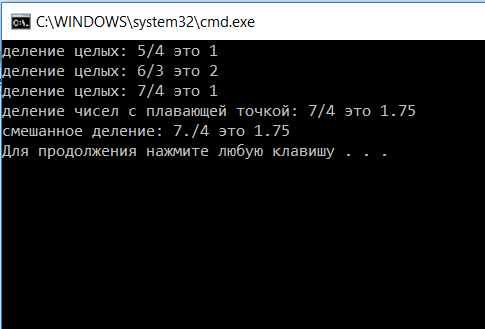 C:\WINDOWS\system32\cmd.exe
деление целых: 5/4 это 1
деление целых: 6/3 это 2
деление целых: 7/4 это 1
деление чисел с плавающей точкой: 7/4 это 1.75
смешанное деление: 7./4 это 1.75
Для продолжения нажмите любую клавишу . . .